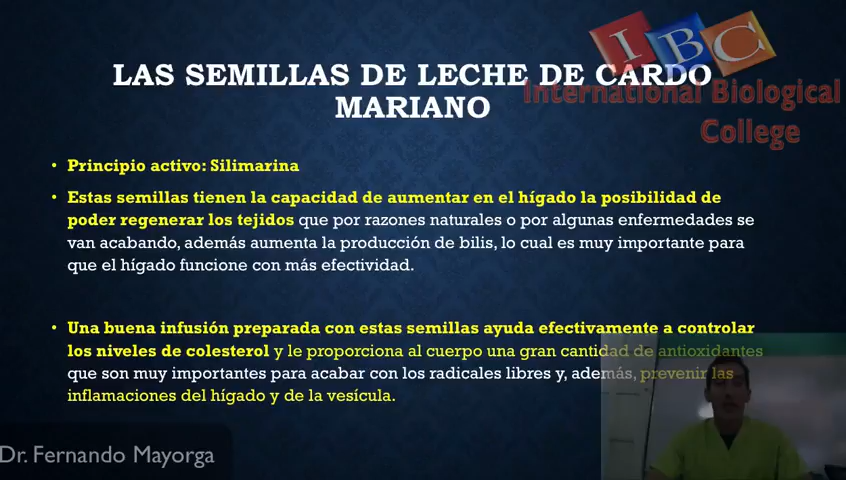 IBC
International Biological
College
LAS SEMILLAS DE LECHE DE CARDO
MARIANO
• Principio activo: Silimarina
• Estas semillas tienen la capacidad de aumentar en el hígado la posibilidad de
poder regenerar los tejidos que por razones naturales o por algunas enfermedades se
van acabando, además aumenta la producción de bilis, lo cual es muy importante para
que el hígado funcione con más efectividad.
• Una buena infusión preparada con estas semillas ayuda efectivamente a controlar
los niveles de colesterol y le proporciona al cuerpo una gran cantidad de antioxidantes
que son muy importantes para acabar con los radicales libres y, además, prevenir las
inflamaciones del hígado y de la vesícula.
Dr. Fernando Mayorga